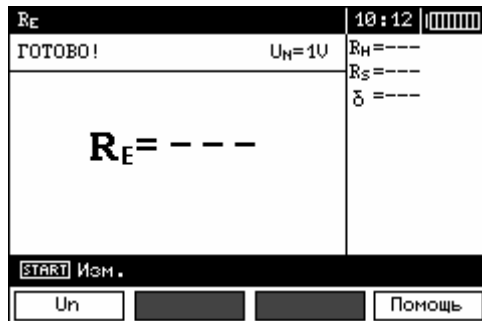 RE 10:12
ГОТОВО! UN=1V
RH=---
RS=---
δ =---
RE= ---
START Изм.
Un Помощь